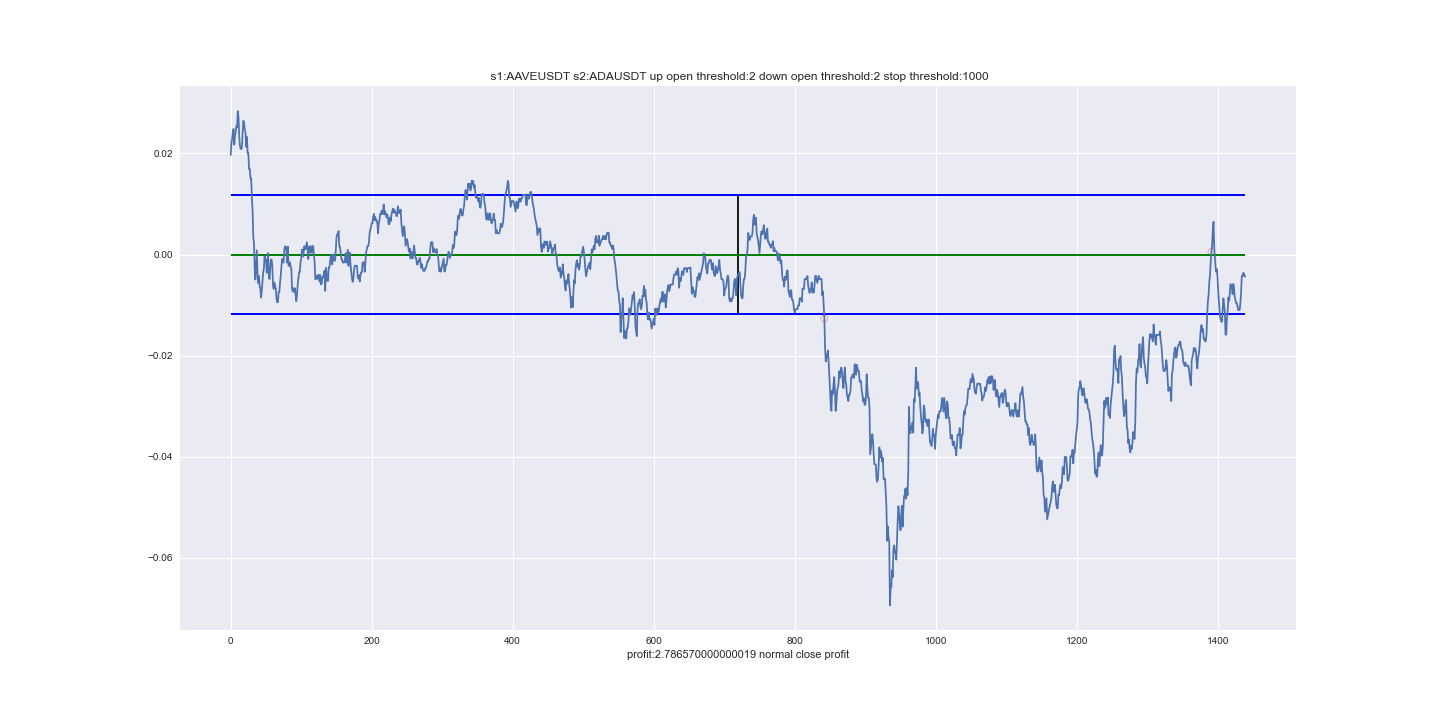 s1:AAVEUSDT s2:ADAUSDT up open threshold:2 down open threshold:2 stop threshold:1000
0.02
0.00
−0.02
−0.04
−0.06
0 200 400 600 800 1000 1200 1400
profit:2.786570000000019 normal close profit